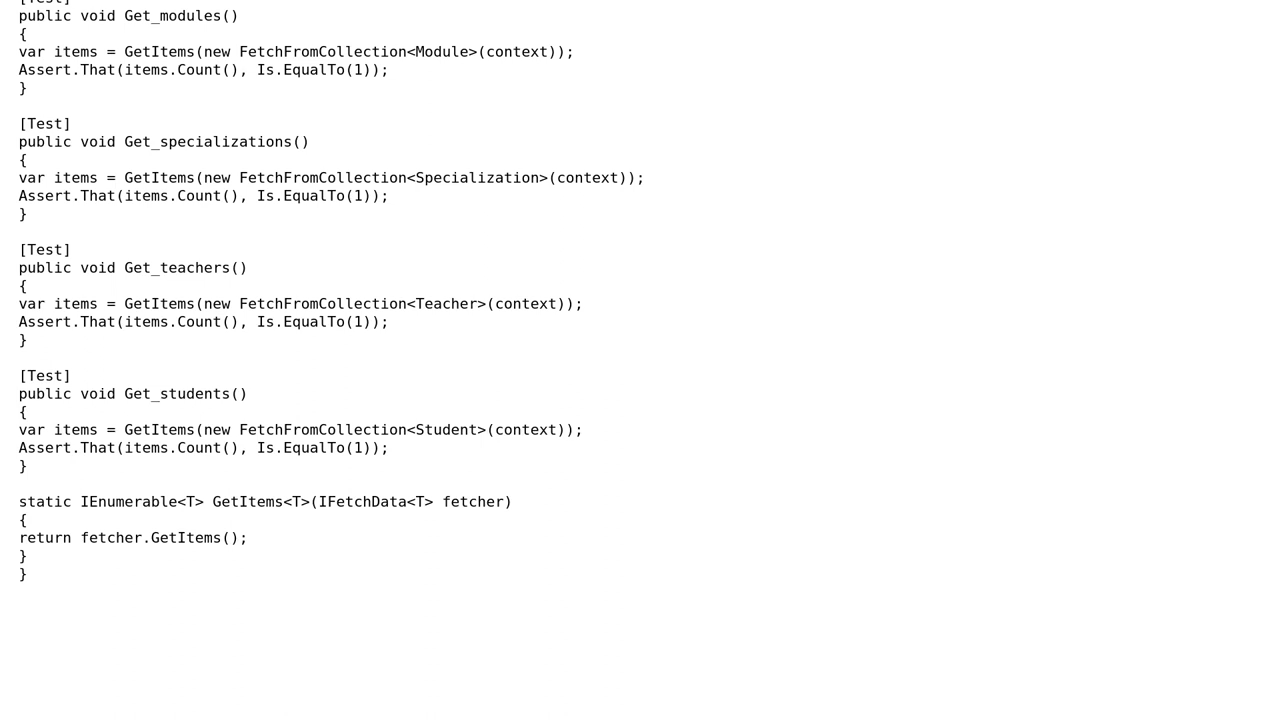 [Test]
public void Get_modules()
{
var items = GetItems(new FetchFromCollection<Module>(context));
Assert.That(items.Count(), Is.EqualTo(1));
}

[Test]
public void Get_specializations()
{
var items = GetItems(new FetchFromCollection<Specialization>(context));
Assert.That(items.Count(), Is.EqualTo(1));
}

[Test]
public void Get_teachers()
{
var items = GetItems(new FetchFromCollection<Teacher>(context));
Assert.That(items.Count(), Is.EqualTo(1));
}

[Test]
public void Get_students()
{
var items = GetItems(new FetchFromCollection<Student>(context));
Assert.That(items.Count(), Is.EqualTo(1));
}

static IEnumerable<T> GetItems<T>(IFetchData<T> fetcher)
{
return fetcher.GetItems();
}
}